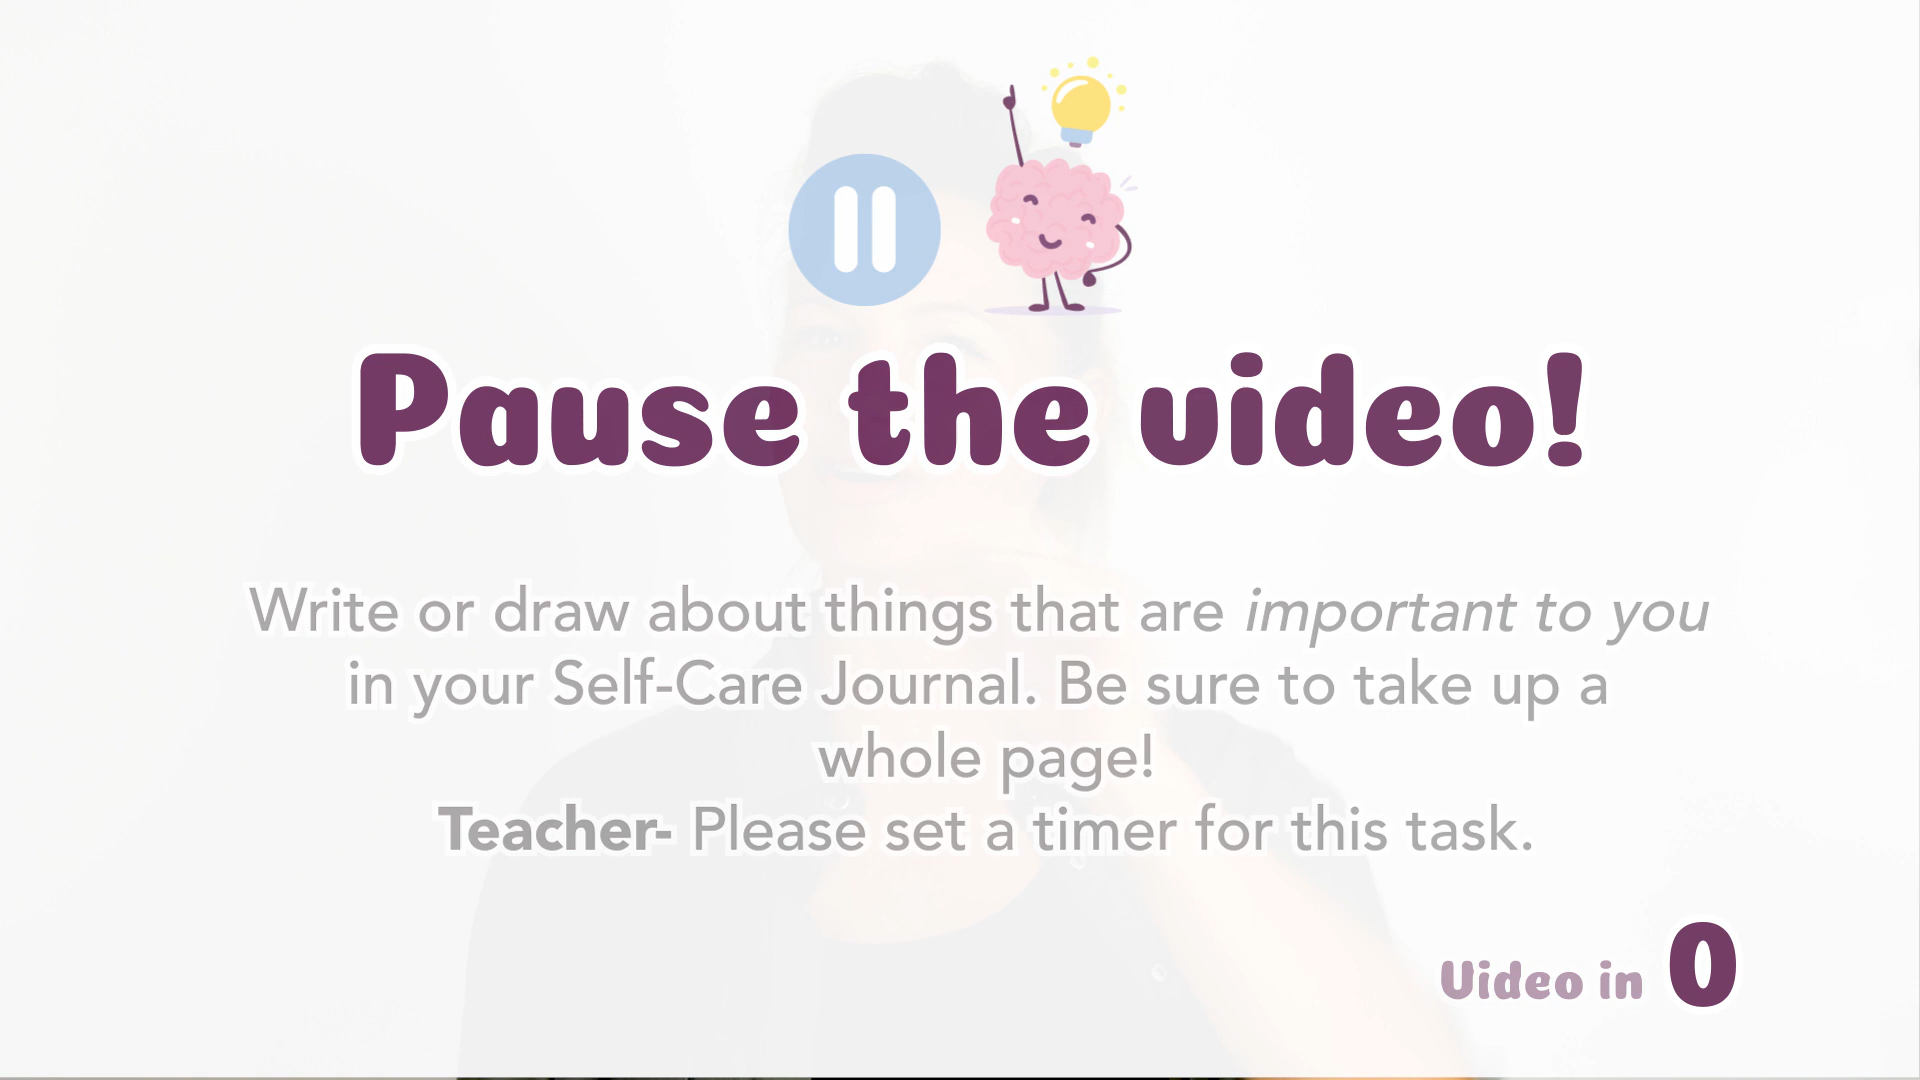 Pause the video!
Write or draw about things that are important to you
in your Self-Care Journal. Be sure to take up a
whole page!
Teacher- Please set a timer for this task.
Video in 0